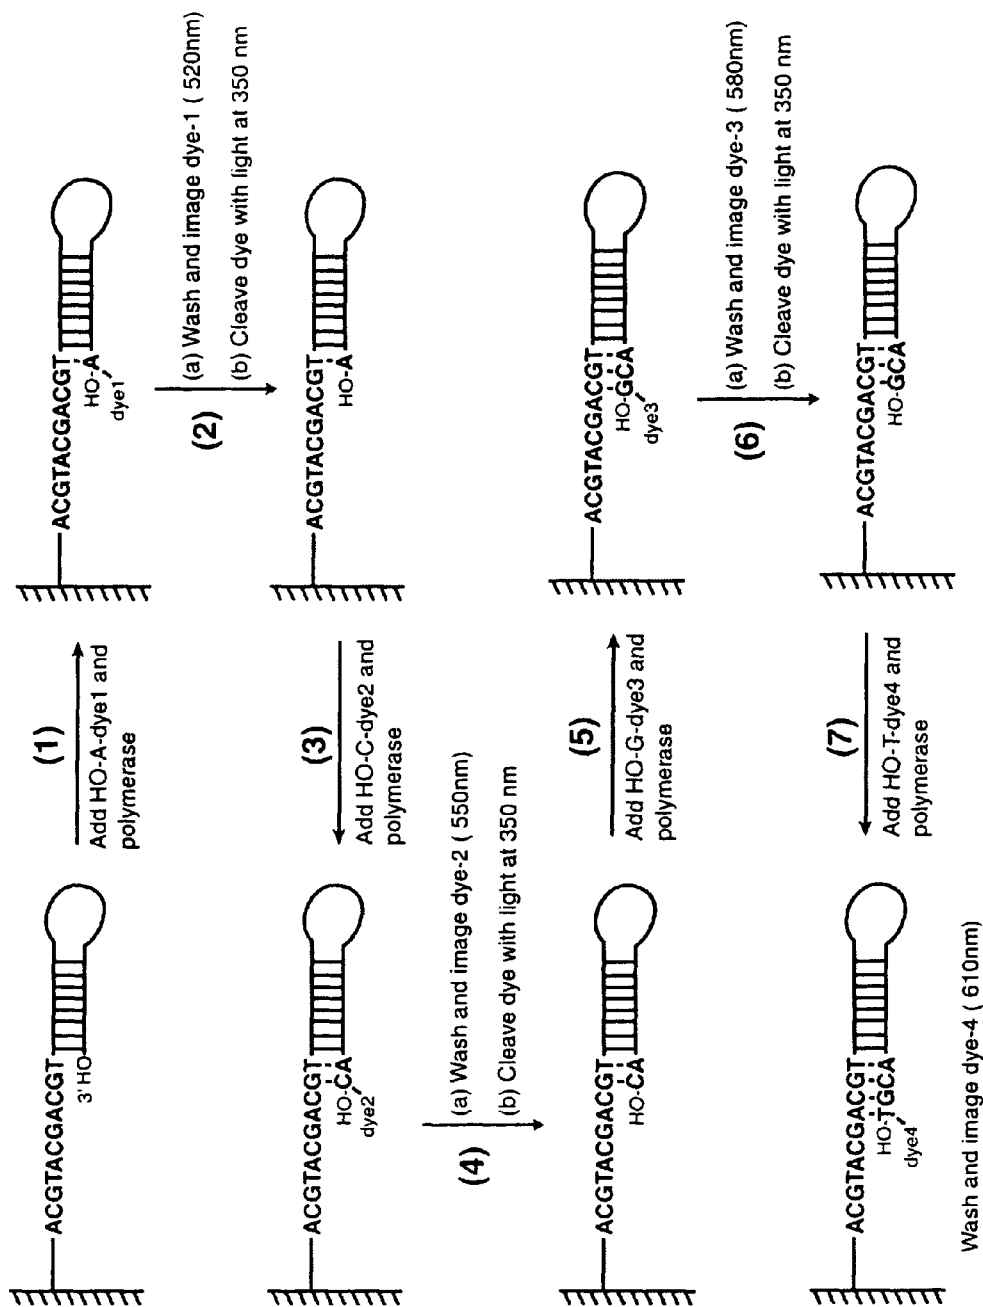 ACGTACGACGT
3' HO
(1)
Add HO-A-dye1 and
polymerase
ACGTACGACGT
HO-A
dye1
(2)
(a) Wash and image dye-1 ( 520nm)
(b) Cleave dye with light at 350 nm
ACGTACGACGT
HO-A
(3)
Add HO-C-dye2 and
polymerase
ACGTACGACGT
HO-CA
dye2
(4)
(a) Wash and image dye-2 ( 550nm)
(b) Cleave dye with light at 350 nm
ACGTACGACGT
HO-CA
(5)
Add HO-G-dye3 and
polymerase
ACGTACGACGT
HO-GCA
dye3
(6)
(a) Wash and image dye-3 ( 580nm)
(b) Cleave dye with light at 350 nm
ACGTACGACGT
HO-GCA
(7)
Add HO-T-dye4 and
polymerase
ACGTACGACGT
HO-TGCA
dye4
Wash and image dye-4 ( 610nm)